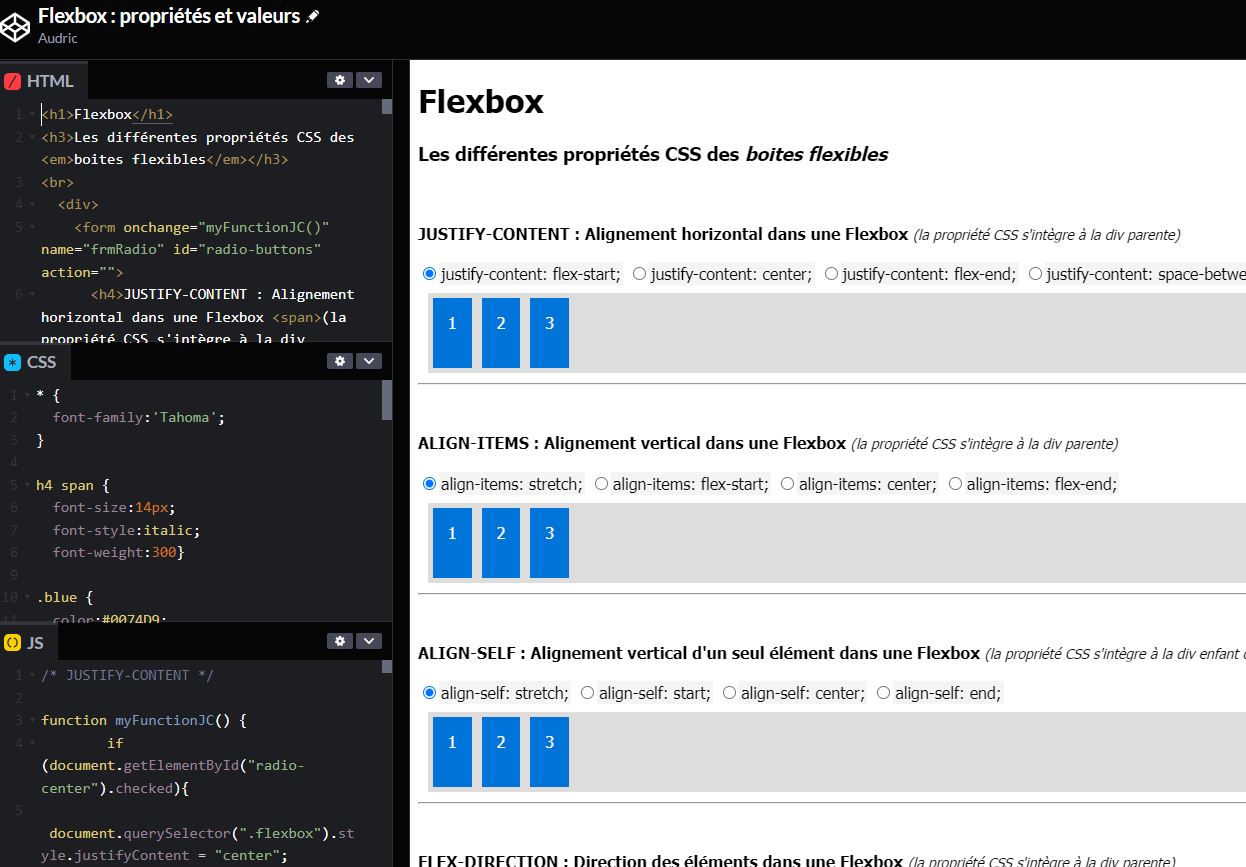 Flexbox : propriétés et valeurs
Audric
HTML
1 <h1>Flexbox</h1>
2 <h3>Les différentes propriétés CSS des
<em>boites flexibles</em></h3>
3 <br>
4 <div>
5 <form onchange="myFunctionJC()"
name="frmRadio" id="radio-buttons"
action="">
6 <h4>JUSTIFY-CONTENT : Alignement
horizontal dans une Flexbox <span>(la
propriété CSS s'intègre à la div
CSS
1 * {
2 font-family:'Tahoma';
3 }
4
5 h4 span {
6 font-size:14px;
7 font-style:italic;
8 font-weight:300}
9
10 .blue {
11 color:#0074D9;
JS
1 /* JUSTIFY-CONTENT */
2
3 function myFunctionJC() {
4 if
(document.getElementById("radio-
center").checked){
5
document.querySelector(".flexbox").st
yle.justifyContent = "center";
Flexbox
Les différentes propriétés CSS des boites flexibles
JUSTIFY-CONTENT : Alignement horizontal dans une Flexbox (la propriété CSS s'intègre à la div parente)
justify-content: flex-start; justify-content: center; justify-content: flex-end; justify-content: space-betwe
1 2 3
ALIGN-ITEMS : Alignement vertical dans une Flexbox (la propriété CSS s'intègre à la div parente)
align-items: stretch; align-items: flex-start; align-items: center; align-items: flex-end;
1 2 3
ALIGN-SELF : Alignement vertical d'un seul élément dans une Flexbox (la propriété CSS s'intègre à la div enfant
align-self: stretch; align-self: start; align-self: center; align-self: end;
1 2 3
FLEX-DIRECTION : Direction des éléments dans une Flexbox (la propriété CSS s'intègre à la div parente)